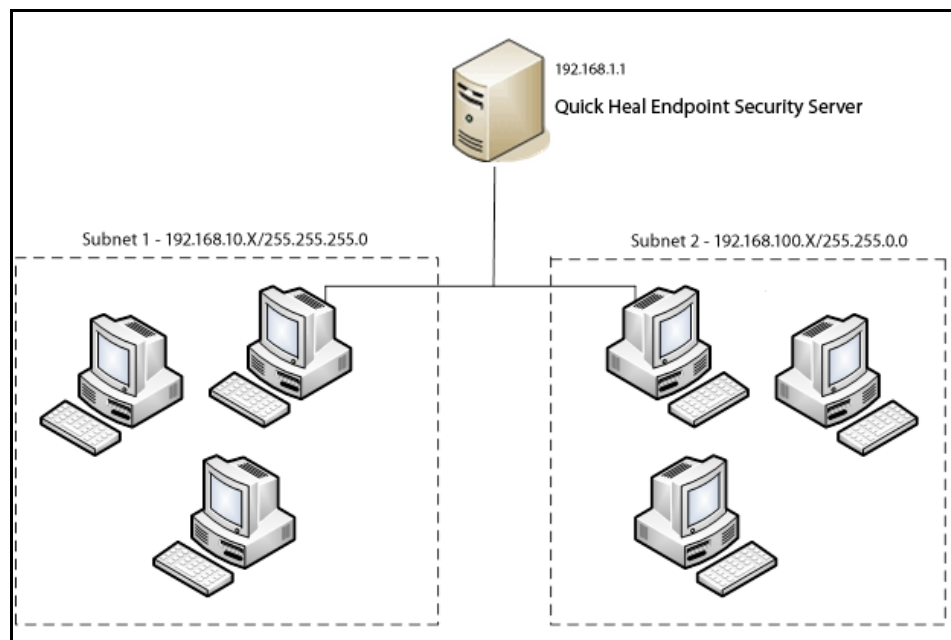 192.168.1.1
Quick Heal Endpoint Security Server
Subnet 1 - 192.168.10.X/255.255.255.0
Subnet 2 - 192.168.100.X/255.255.0.0